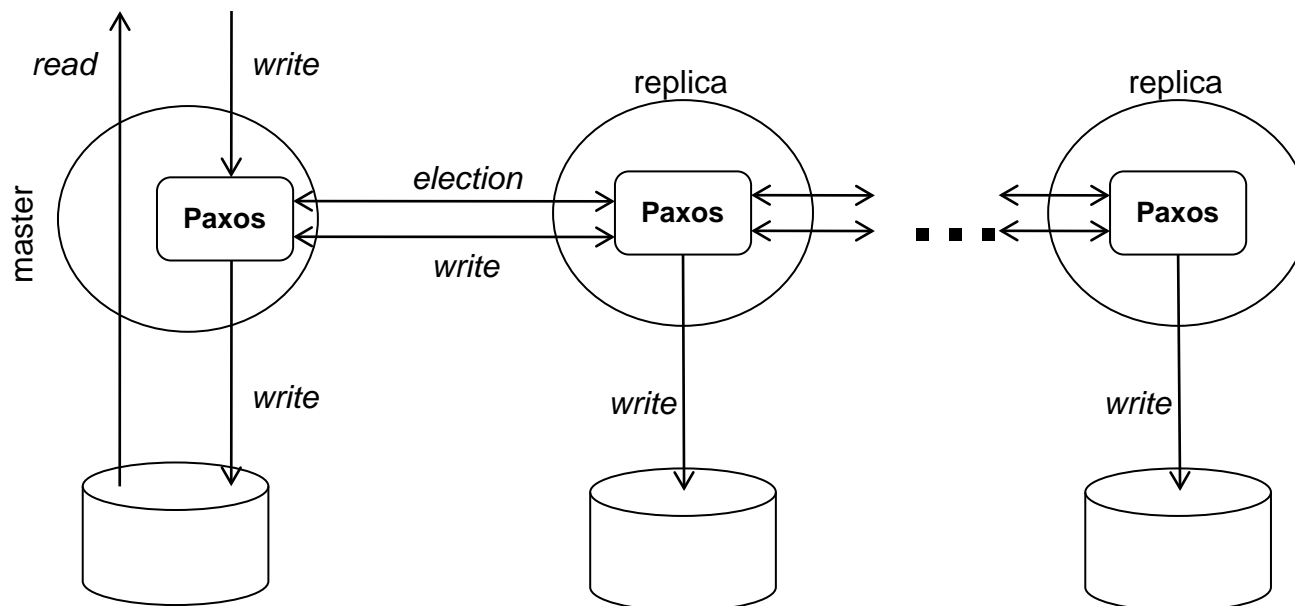 read
write
replica
replica
master
Paxos
election
Paxos
Paxos
write
write
write
write